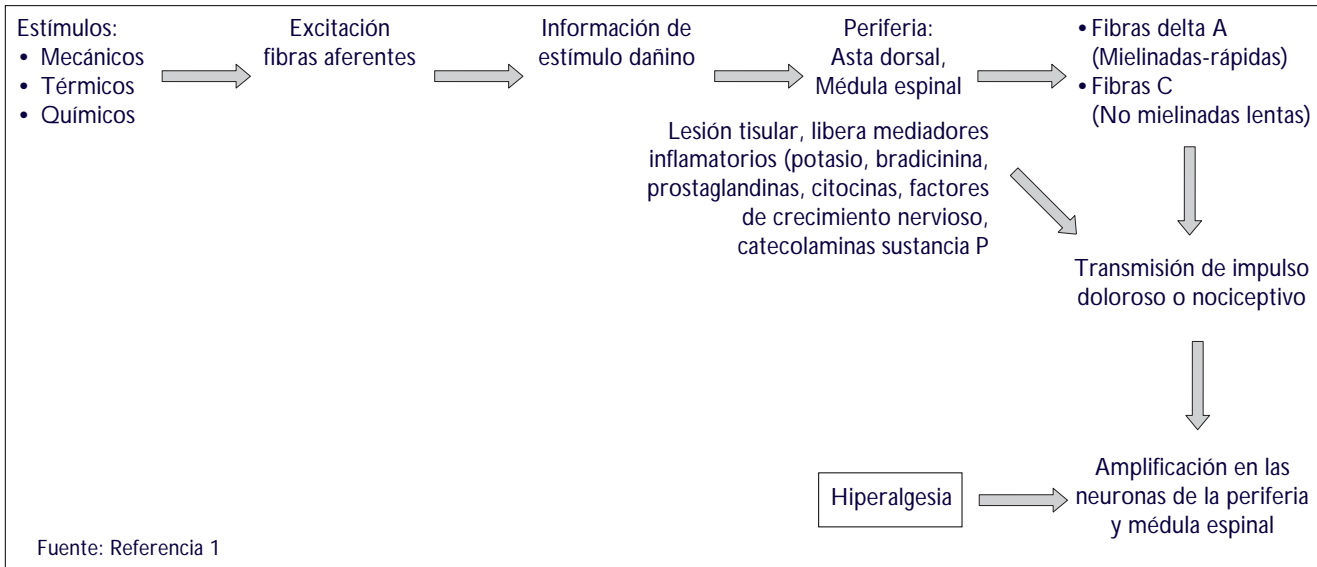 Estímulos:
• Mecánicos
• Térmicos
• Químicos
Excitación
fibras aferentes
Información de
estímulo dañino
Periferia:
Asta dorsal,
Médula espinal
• Fibras delta A
(Mielinadas-rápidas)
• Fibras C
(No mielinadas lentas)
Lesión tisular, libera mediadores
inflamatorios (potasio, bradicinina,
prostaglandinas, citocinas, factores
de crecimiento nervioso,
catecolaminas sustancia P
Transmisión de impulso
doloroso o nociceptivo
Hiperalgesia
Amplificación en las
neuronas de la periferia
y médula espinal
Fuente: Referencia 1